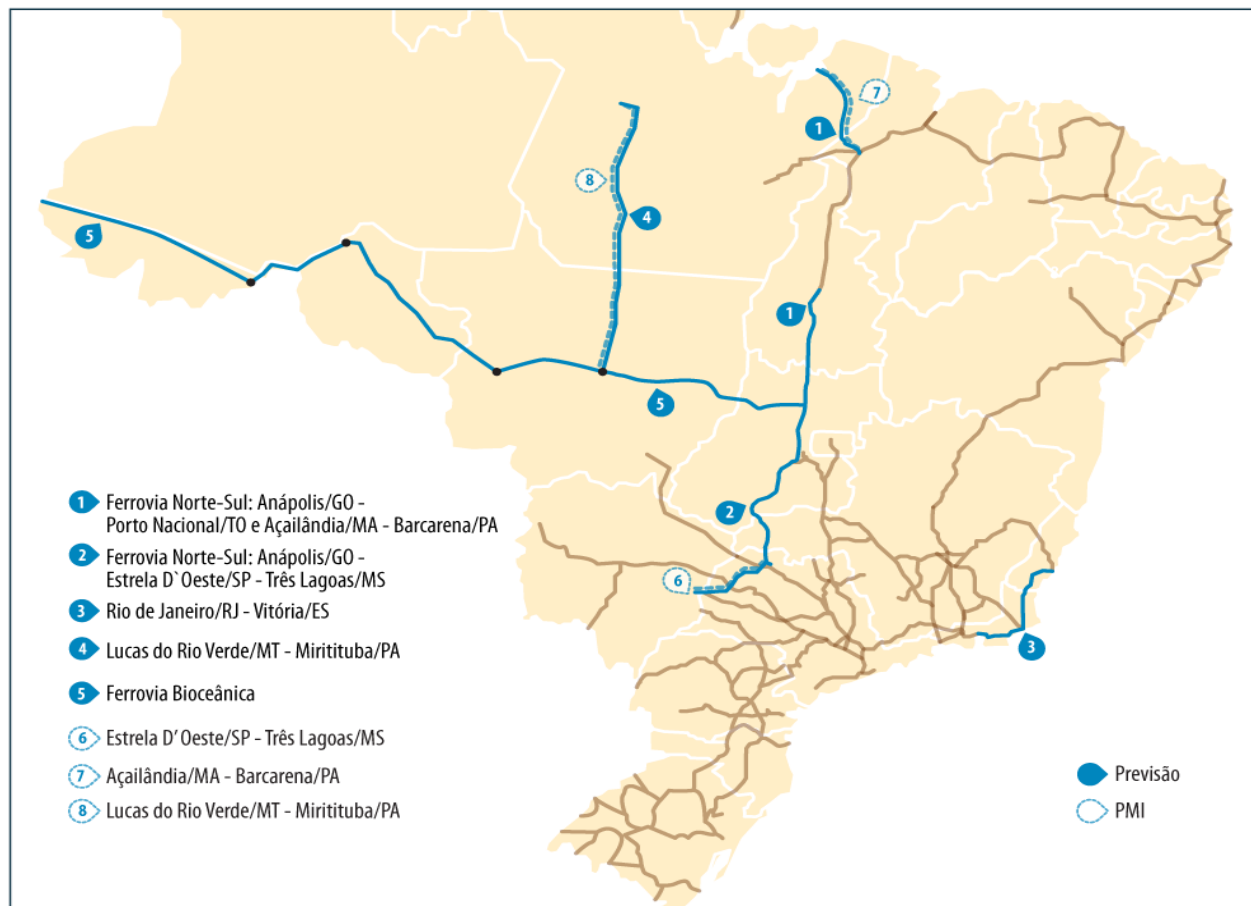 7
1
8
4
5
1
5
2
6
3
1 Ferrovia Norte-Sul: Anápolis/GO -
Porto Nacional/TO e Açailândia/MA - Barcarena/PA
2 Ferrovia Norte-Sul: Anápolis/GO -
Estrela D`Oeste/SP - Três Lagoas/MS
3 Rio de Janeiro/RJ - Vitória/ES
4 Lucas do Rio Verde/MT - Miritituba/PA
5 Ferrovia Bioceânica
6 Estrela D’Oeste/SP - Três Lagoas/MS
7 Açailândia/MA - Barcarena/PA
8 Lucas do Rio Verde/MT - Miritituba/PA
Previsão
PMI